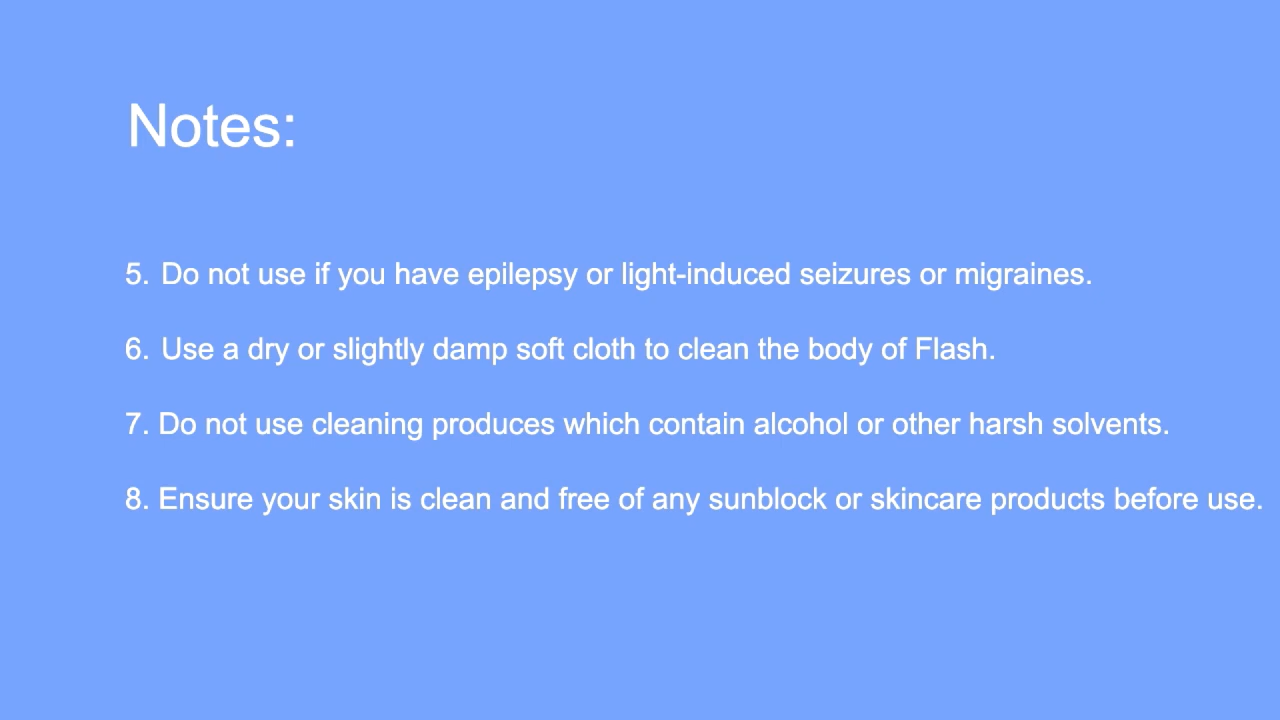 Notes:
5. Do not use if you have epilepsy or light-induced seizures or migraines.
6. Use a dry or slightly damp soft cloth to clean the body of Flash.
7. Do not use cleaning produces which contain alcohol or other harsh solvents.
8. Ensure your skin is clean and free of any sunblock or skincare products before use.